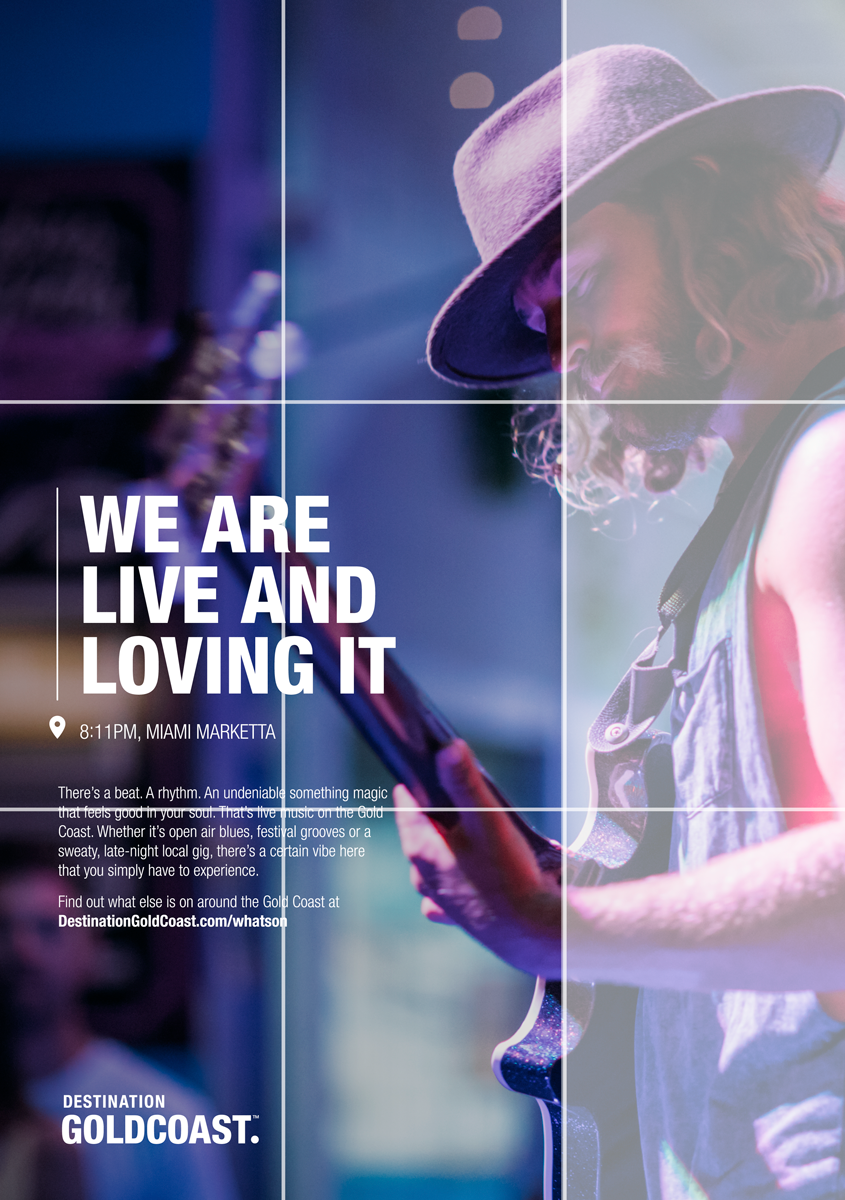 WE ARE
LIVE AND
LOVING IT
8:11PM, MIAMI MARKETTA
There's a beat. A rhythm. An undeniable something magic
that feels good in your soul. That's live music on the Gold
Coast. Whether it's open air blues, festival grooves or a
sweaty, late-night local gig, there's a certain vibe here
that you simply have to experience.
Find out what else is on around the Gold Coast at
DestinationGoldCoast.com/whatson
DESTINATION
GOLDCOAST.™